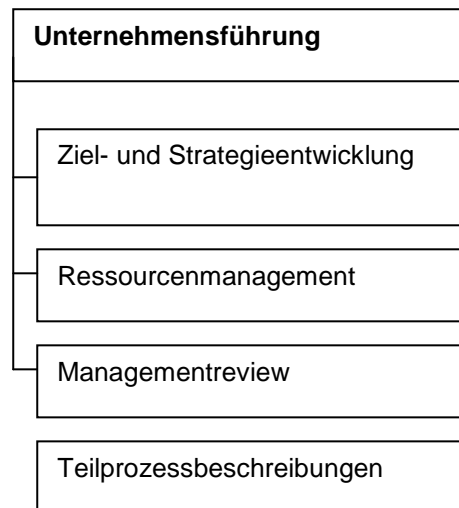 Unternehmensführung
Ziel- und Strategieentwicklung
Ressourcenmanagement
Managementreview
Teilprozessbeschreibungen